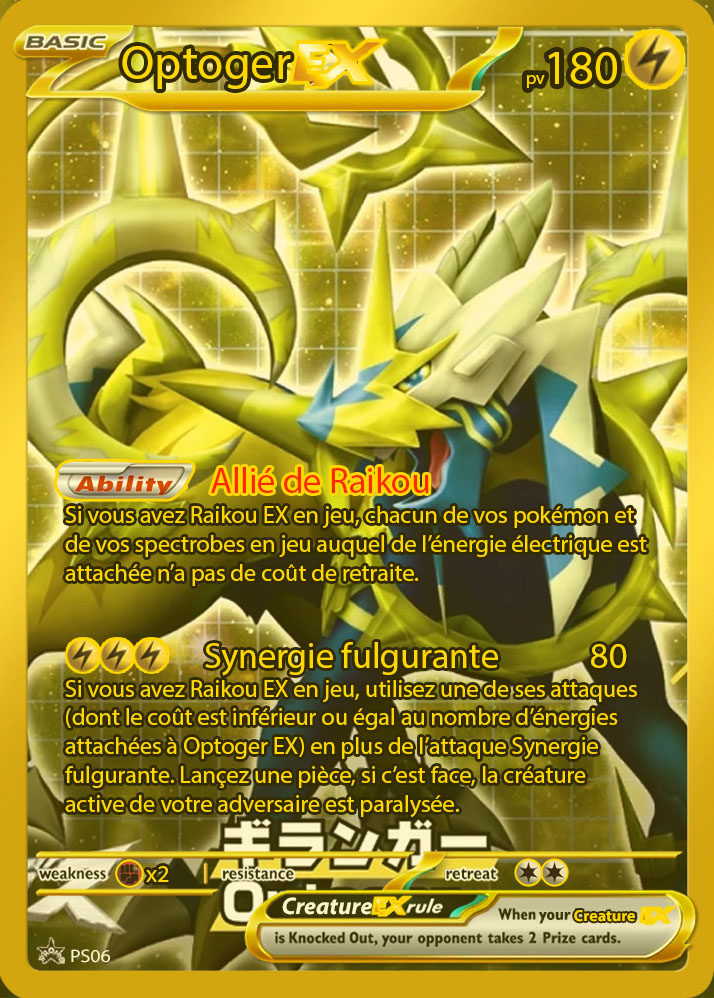 BASIC
Optoger EX
pv 180
Ability Allié de Raikou
Si vous avez Raikou EX en jeu, chacun de vos pokémon et
de vos spectrobes en jeu auquel de l'énergie électrique est
attachée n'a pas de coût de retraite.
Synergie fulgurante 80
Si vous avez Raikou EX en jeu, utilisez une de ses attaques
(dont le coût est inférieur ou égal au nombre d'énergies
attachées à Optoger EX) en plus de l'attaque Synergie
fulgurante. Lançez une pièce, si c'est face, la créature
active de votre adversaire est paralysée.
ギランガー
weakness x2 resistance retreat
Creature EX rule
When your Creature EX
is Knocked Out, your opponent takes 2 Prize cards.
PS06